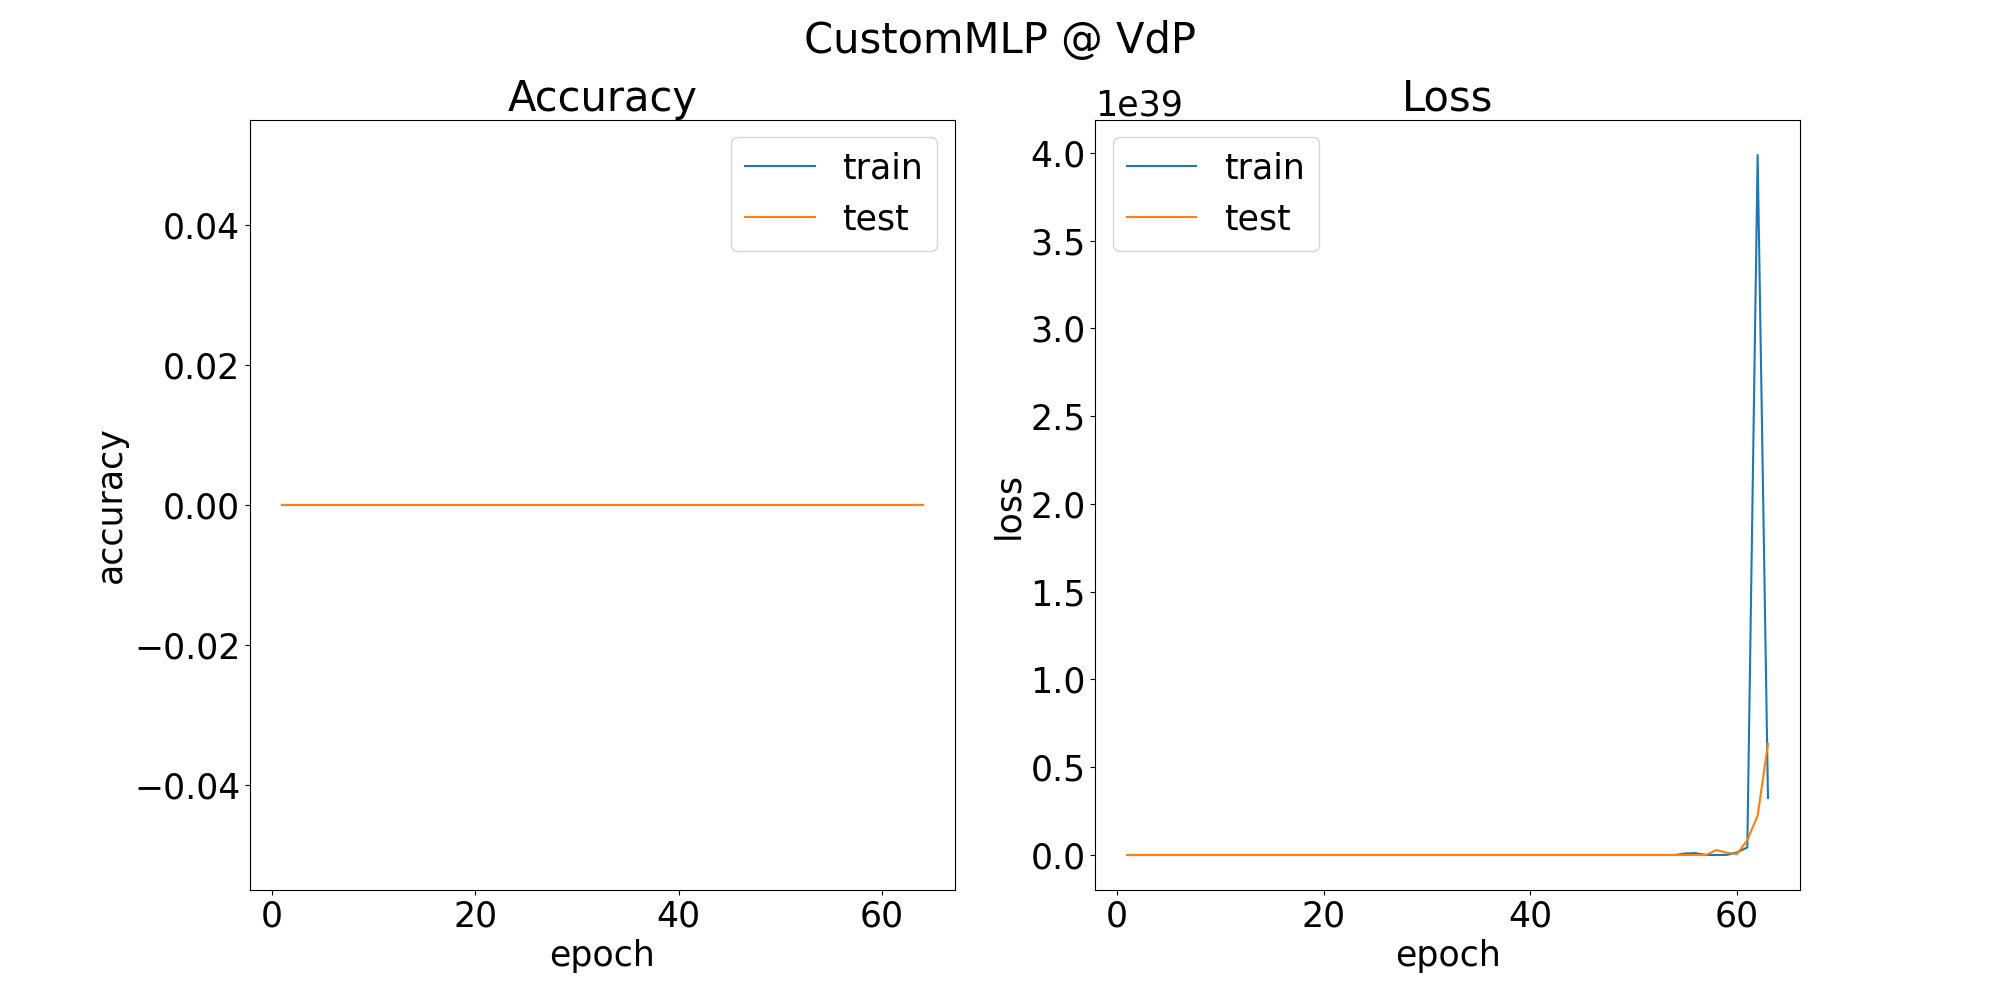 CustomMLP @ VdP
Accuracy
train
test
0.04
0.02
0.00
−0.02
−0.04
accuracy
0 20 40 60
epoch
Loss
1e39
train
test
4.0
3.5
3.0
2.5
2.0
1.5
1.0
0.5
0.0
loss
0 20 40 60
epoch